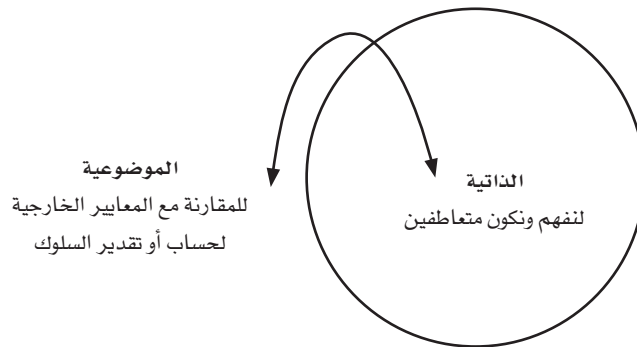 الذاتية
لنفهم ونكون متعاطفين
الموضوعية
للمقارنة مع المعايير الخارجية
لحساب أو تقدير السلوك